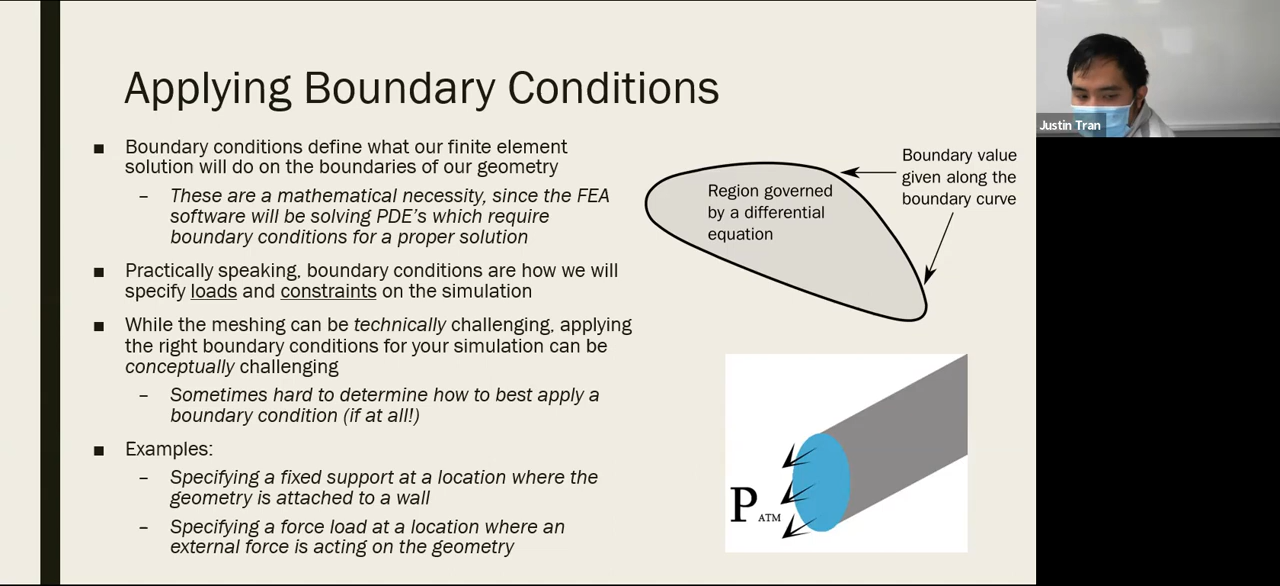 Applying Boundary Conditions
■ Boundary conditions define what our finite element
solution will do on the boundaries of our geometry
– These are a mathematical necessity, since the FEA
software will be solving PDE's which require
boundary conditions for a proper solution
■ Practically speaking, boundary conditions are how we will
specify loads and constraints on the simulation
■ While the meshing can be technically challenging, applying
the right boundary conditions for your simulation can be
conceptually challenging
– Sometimes hard to determine how to best apply a
boundary condition (if at all!)
■ Examples:
– Specifying a fixed support at a location where the
geometry is attached to a wall
– Specifying a force load at a location where an
external force is acting on the geometry
Region governed
by a differential
equation
Boundary value
given along the
boundary curve
P ATM
Justin Tran